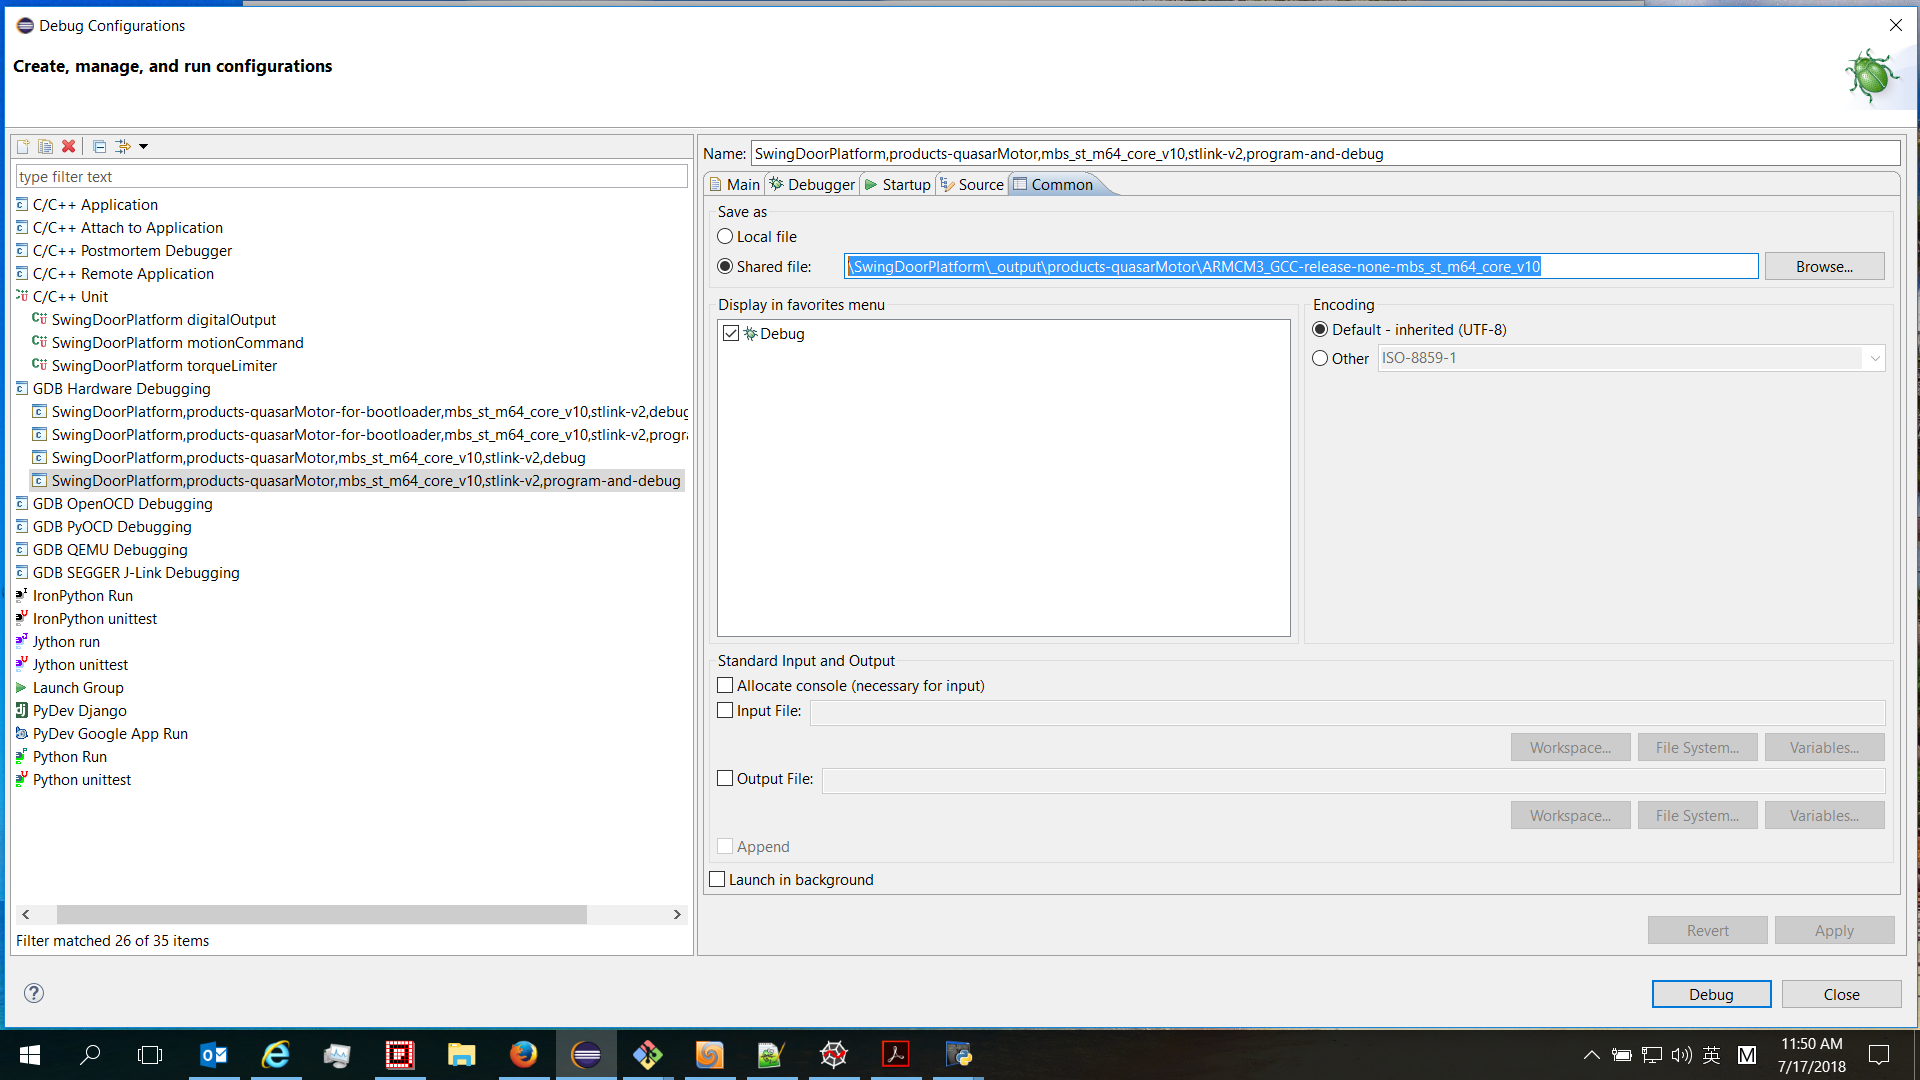 Debug Configurations
Create, manage, and run configurations
type filter text
C/C++ Application
C/C++ Attach to Application
C/C++ Postmortem Debugger
C/C++ Remote Application
C/C++ Unit
SwingDoorPlatform digitalOutput
SwingDoorPlatform motionCommand
SwingDoorPlatform torqueLimiter
GDB Hardware Debugging
SwingDoorPlatform,products-quasarMotor-for-bootloader,mbs_st_m64_core_v10,stlink-v2,debug
SwingDoorPlatform,products-quasarMotor-for-bootloader,mbs_st_m64_core_v10,stlink-v2,progra
SwingDoorPlatform,products-quasarMotor,mbs_st_m64_core_v10,stlink-v2,debug
SwingDoorPlatform,products-quasarMotor,mbs_st_m64_core_v10,stlink-v2,program-and-debug
GDB OpenOCD Debugging
GDB PyOCD Debugging
GDB QEMU Debugging
GDB SEGGER J-Link Debugging
IronPython Run
IronPython unittest
Jython run
Jython unittest
Launch Group
PyDev Django
PyDev Google App Run
Python Run
Python unittest
Filter matched 26 of 35 items
Name: SwingDoorPlatform,products-quasarMotor,mbs_st_m64_core_v10,stlink-v2,program-and-debug
Main Debugger Startup Source Common
Save as
Local file
Shared file: \SwingDoorPlatform\_output\products-quasarMotor\ARMCM3_GCC-release-none-mbs_st_m64_core_v10 Browse...
Display in favorites menu
Debug
Encoding
Default - inherited (UTF-8)
Other ISO-8859-1
Standard Input and Output
Allocate console (necessary for input)
Input File:
Workspace... File System... Variables...
Output File:
Workspace... File System... Variables...
Append
Launch in background
Revert Apply
Debug Close
英 M 11:50 AM
7/17/2018